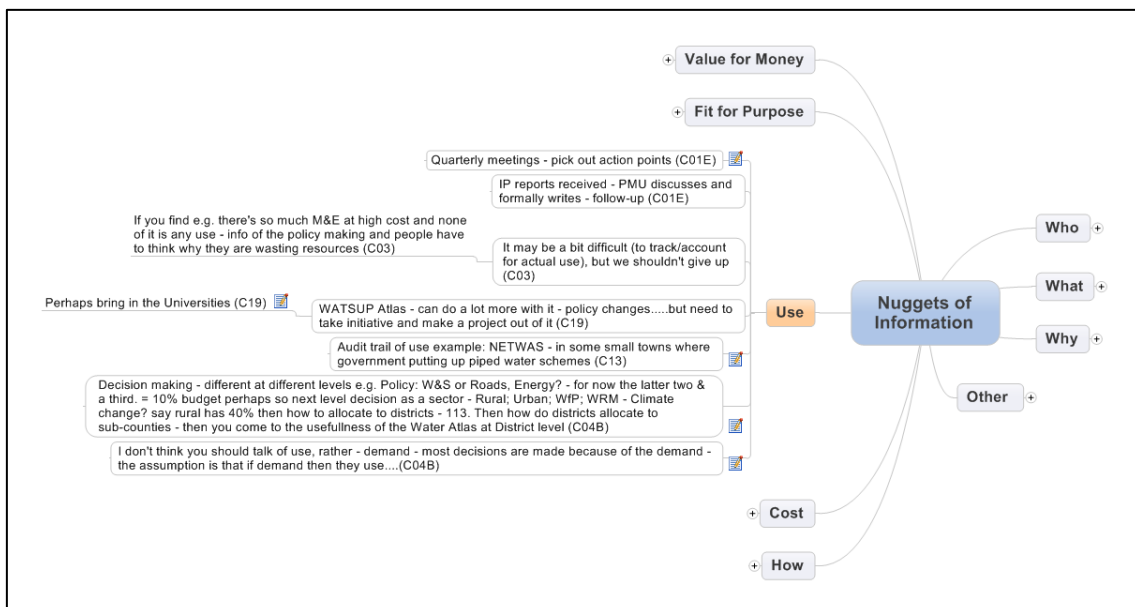 Value for Money
Fit for Purpose
Quarterly meetings - pick out action points (C01E)
IP reports received - PMU discusses and
formally writes - follow-up (C01E)
If you find e.g. there's so much M&E at high cost and none
of it is any use - info of the policy making and people have
to think why they are wasting resources (C03)
It may be a bit difficult (to track/account
for actual use), but we shouldn't give up
(C03)
Perhaps bring in the Universities (C19)
WATSUP Atlas - can do a lot more with it - policy changes.....but need to
take initiative and make a project out of it (C19)
Audit trail of use example: NETWAS - in some small towns where
government putting up piped water schemes (C13)
Decision making - different at different levels e.g. Policy: W&S or Roads, Energy? - for now the latter two &
a third. = 10% budget perhaps so next level decision as a sector - Rural; Urban; WfP; WRM - Climate
change? say rural has 40% then how to allocate to districts - 113. Then how do districts allocate to
sub-counties - then you come to the usefullness of the Water Atlas at District level (C04B)
I don't think you should talk of use, rather - demand - most decisions are made because of the demand -
the assumption is that if demand then they use....(C04B)
Use
Cost
How
Nuggets of
Information
Who
What
Why
Other